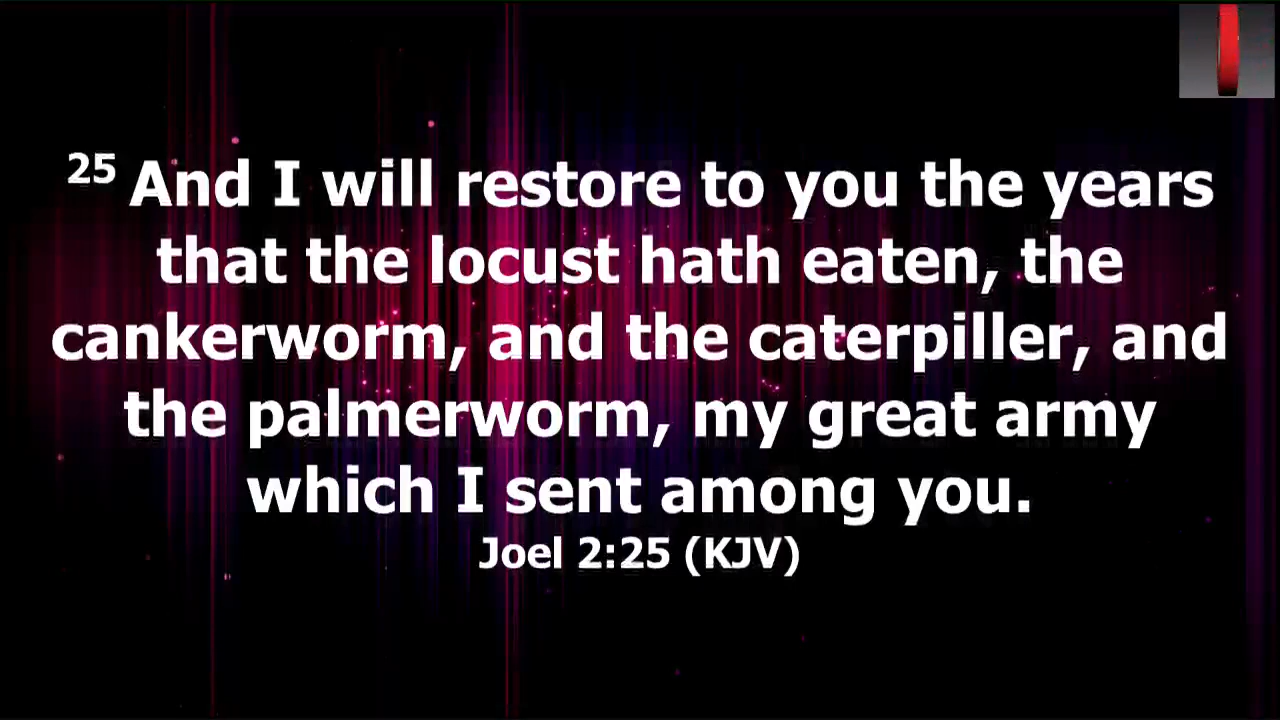 25 And I will restore to you the years
that the locust hath eaten, the
cankerworm, and the caterpiller, and
the palmerworm, my great army
which I sent among you.
Joel 2:25 (KJV)